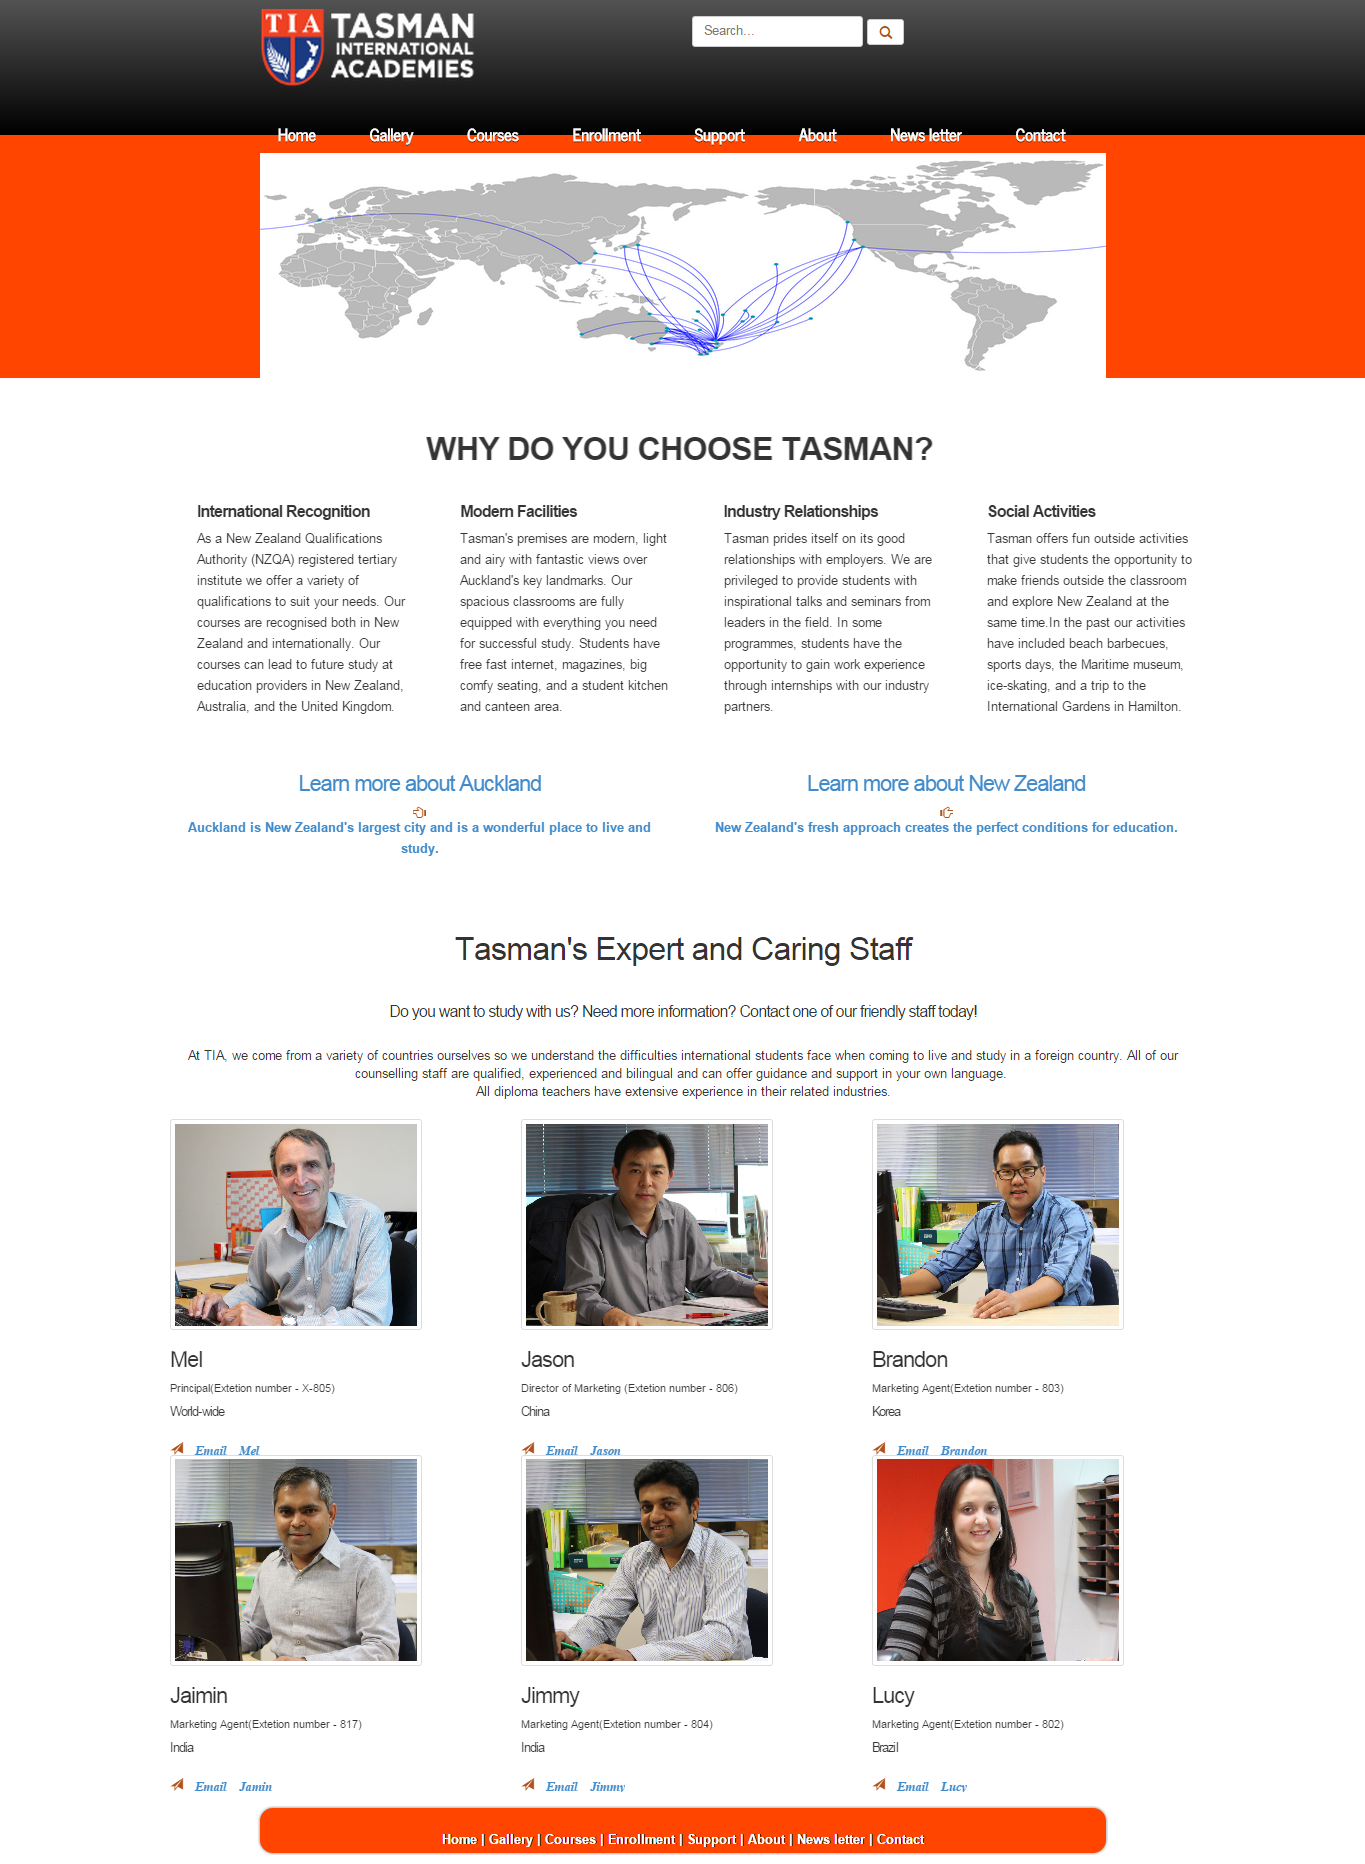 TIA TASMAN
INTERNATIONAL
ACADEMIES
Search...
Home Gallery Courses Enrollment Support About News letter Contact
WHY DO YOU CHOOSE TASMAN?
International Recognition
As a New Zealand Qualifications
Authority (NZQA) registered tertiary
institute we offer a variety of
qualifications to suit your needs. Our
courses are recognised both in New
Zealand and internationally. Our
courses can lead to future study at
education providers in New Zealand,
Australia, and the United Kingdom.
Modern Facilities
Tasman's premises are modern, light
and airy with fantastic views over
Auckland's key landmarks. Our
spacious classrooms are fully
equipped with everything you need
for successful study. Students have
free fast internet, magazines, big
comfy seating, and a student kitchen
and canteen area.
Industry Relationships
Tasman prides itself on its good
relationships with employers. We are
privileged to provide students with
inspirational talks and seminars from
leaders in the field. In some
programmes, students have the
opportunity to gain work experience
through internships with our industry
partners.
Social Activities
Tasman offers fun outside activities
that give students the opportunity to
make friends outside the classroom
and explore New Zealand at the
same time.In the past our activities
have included beach barbecues,
sports days, the Maritime museum,
ice-skating, and a trip to the
International Gardens in Hamilton.
Learn more about Auckland
Auckland is New Zealand's largest city and is a wonderful place to live and
study.
Learn more about New Zealand
New Zealand's fresh approach creates the perfect conditions for education.
Tasman's Expert and Caring Staff
Do you want to study with us? Need more information? Contact one of our friendly staff today!
At TIA, we come from a variety of countries ourselves so we understand the difficulties international students face when coming to live and study in a foreign country. All of our
counselling staff are qualified, experienced and bilingual and can offer guidance and support in your own language.
All diploma teachers have extensive experience in their related industries.
Mel
Principal(Extetion number - X-805)
World-wide
Email Mel
Jason
Director of Marketing (Extetion number - 806)
China
Email Jason
Brandon
Marketing Agent(Extetion number - 803)
Korea
Email Brandon
Jaimin
Marketing Agent(Extetion number - 817)
India
Email Jamin
Jimmy
Marketing Agent(Extetion number - 804)
India
Email Jimmy
Lucy
Marketing Agent(Extetion number - 802)
Brazil
Email Lucy
Home | Gallery | Courses | Enrollment | Support | About | News letter | Contact